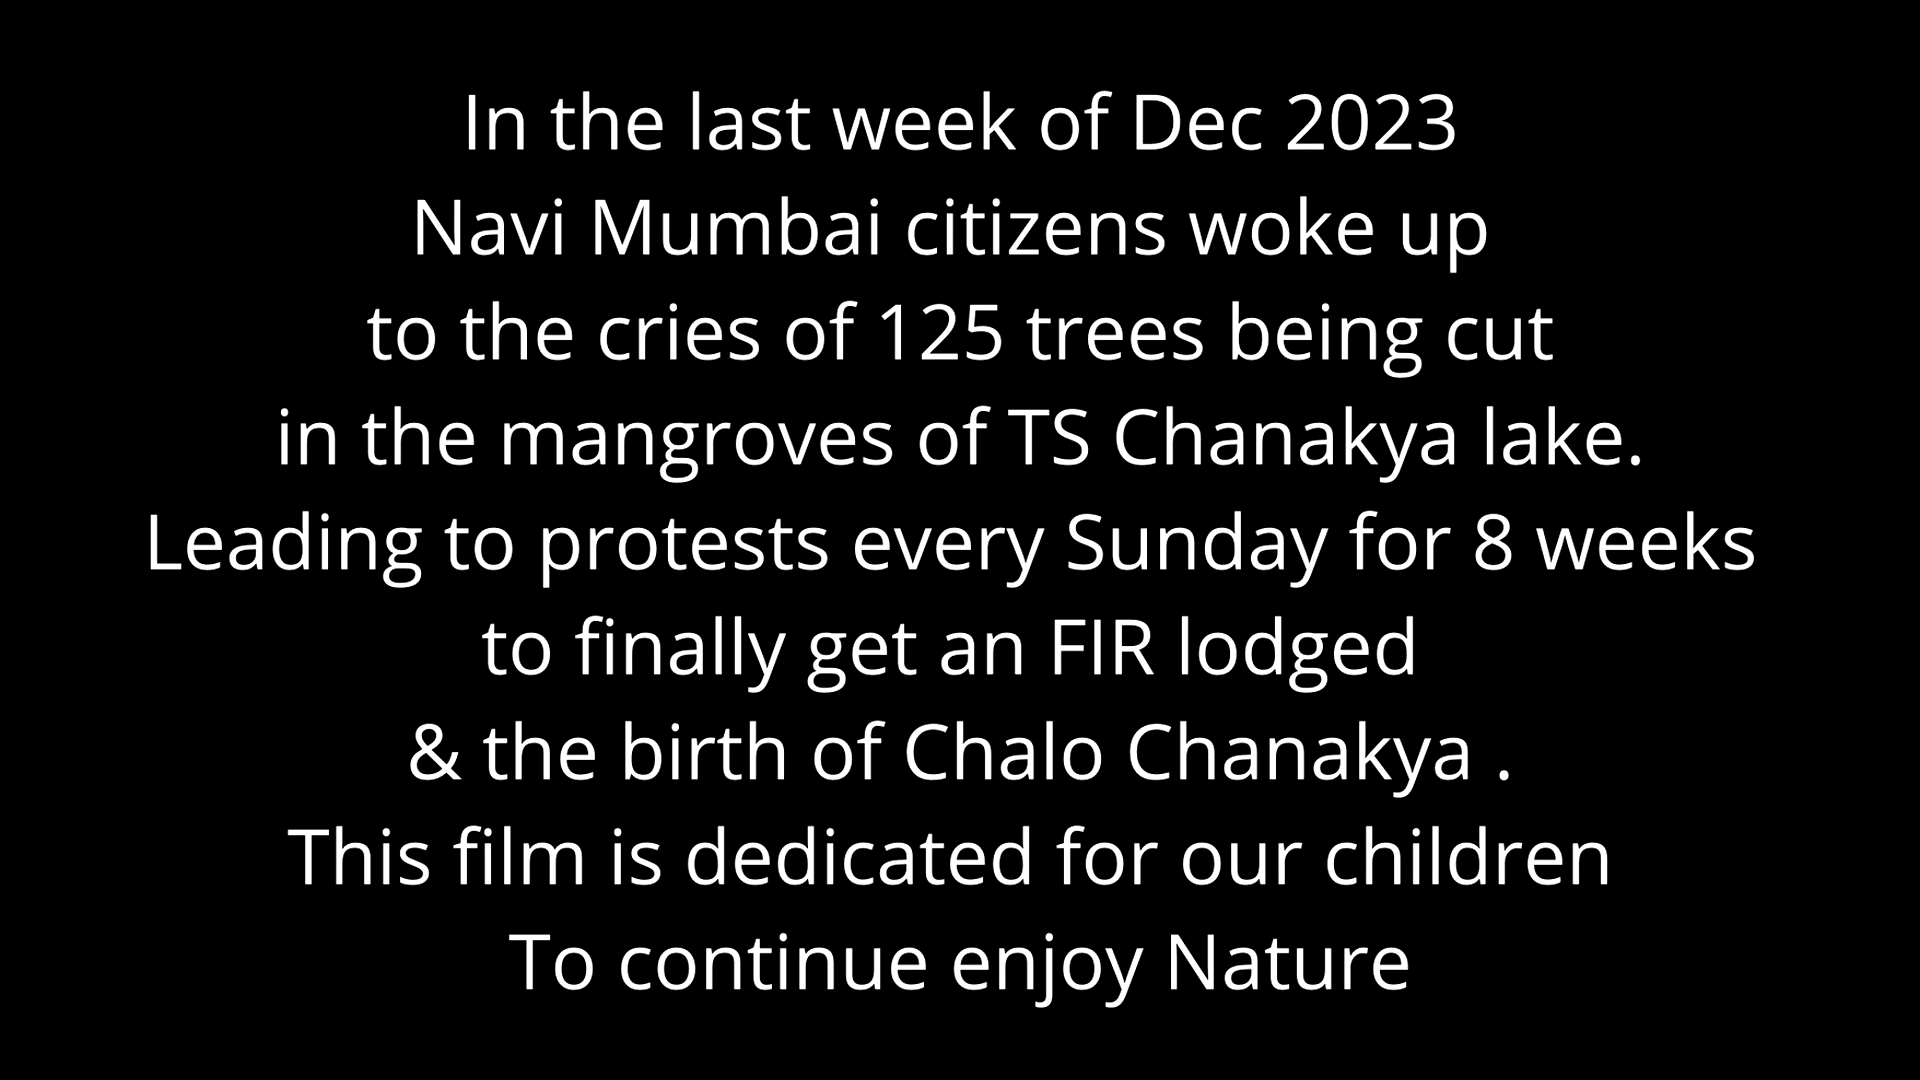 In the last week of Dec 2023
Navi Mumbai citizens woke up
to the cries of 125 trees being cut
in the mangroves of TS Chanakya lake.
Leading to protests every Sunday for 8 weeks
to finally get an FIR lodged
& the birth of Chalo Chanakya .
This film is dedicated for our children
To continue enjoy Nature